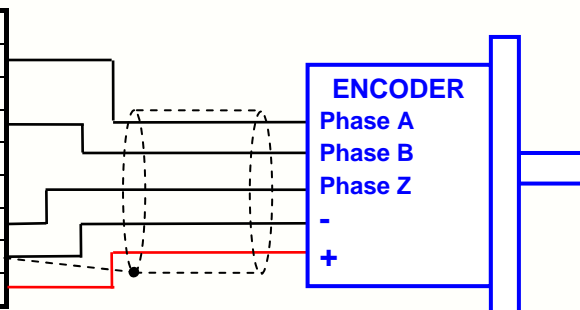 ENCODER
Phase A
Phase B
Phase Z
-
+